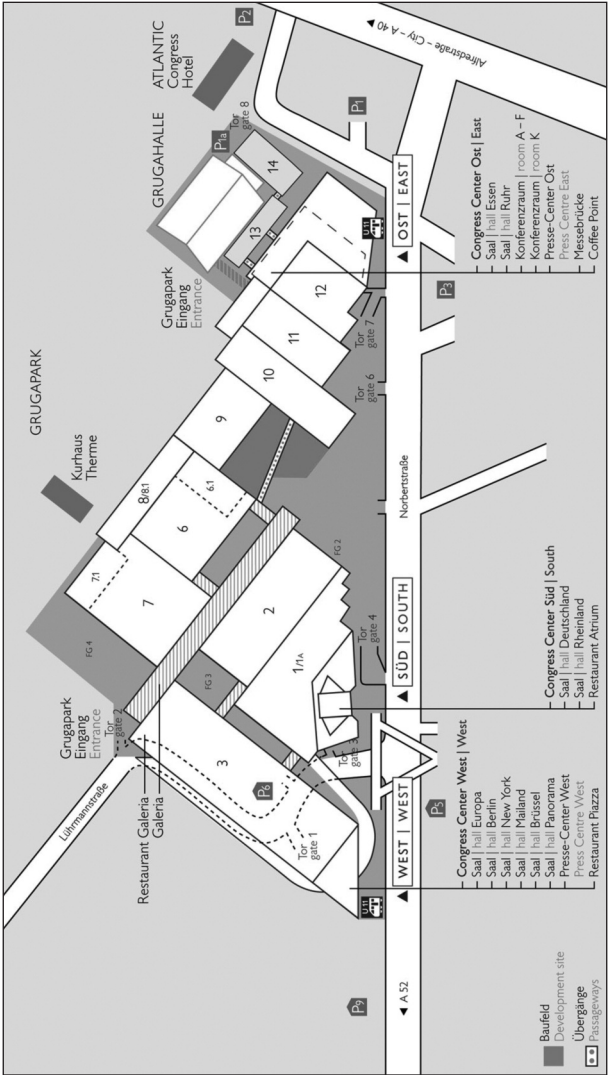 Alfredstraße – City – A 40
P2
ATLANTIC
Congress
Hotel
P1
P1a
Tor
gate 8
GRUGAHALLE
14
13
OST | EAST
U 11
Congress Center Ost | East
Saal | hall Essen
Saal | hall Ruhr
Konferenzraum | room A – F
Konferenzraum | room K
Presse-Center Ost
Press Centre East
Messebrücke
Coffee Point
P3
Grugapark
Eingang
Entrance
12
11
10
Tor
gate 7
Tor
gate 6
GRUGAPARK
Kurhaus
Therme
9
8/8.1
6.1
6
7.1
7
Norbertstraße
FG 4
FG 2
2
FG 3
1/1A
Tor
gate 4
SÜD | SOUTH
Congress Center Süd | South
Saal | hall Deutschland
Saal | hall Rheinland
Restaurant Atrium
Grugapark
Eingang
Entrance
Tor
gate 2
Lührmannstraße
Restaurant Galeria
Galeria
3
P6
Tor
gate 3
Tor
gate 1
P5
WEST | WEST
U 11
Congress Center West | West
Saal | hall Europa
Saal | hall Berlin
Saal | hall New York
Saal | hall Mailand
Saal | hall Brüssel
Saal | hall Panorama
Presse-Center West
Press Centre West
Restaurant Piazza
P9
A 52
Baufeld
Development site
Übergänge
Passageways